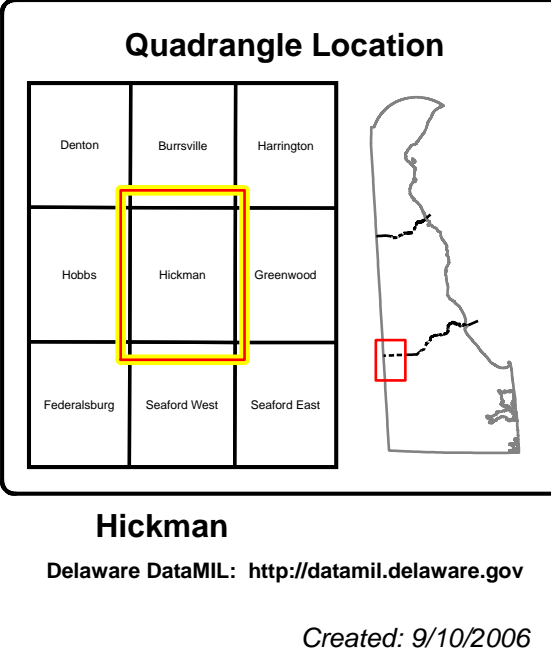 Quadrangle Location
Denton Burrsville Harrington
Hobbs Hickman Greenwood
Federalsburg Seaford West Seaford East
Hickman
Delaware DataMIL: http://datamil.delaware.gov
Created: 9/10/2006